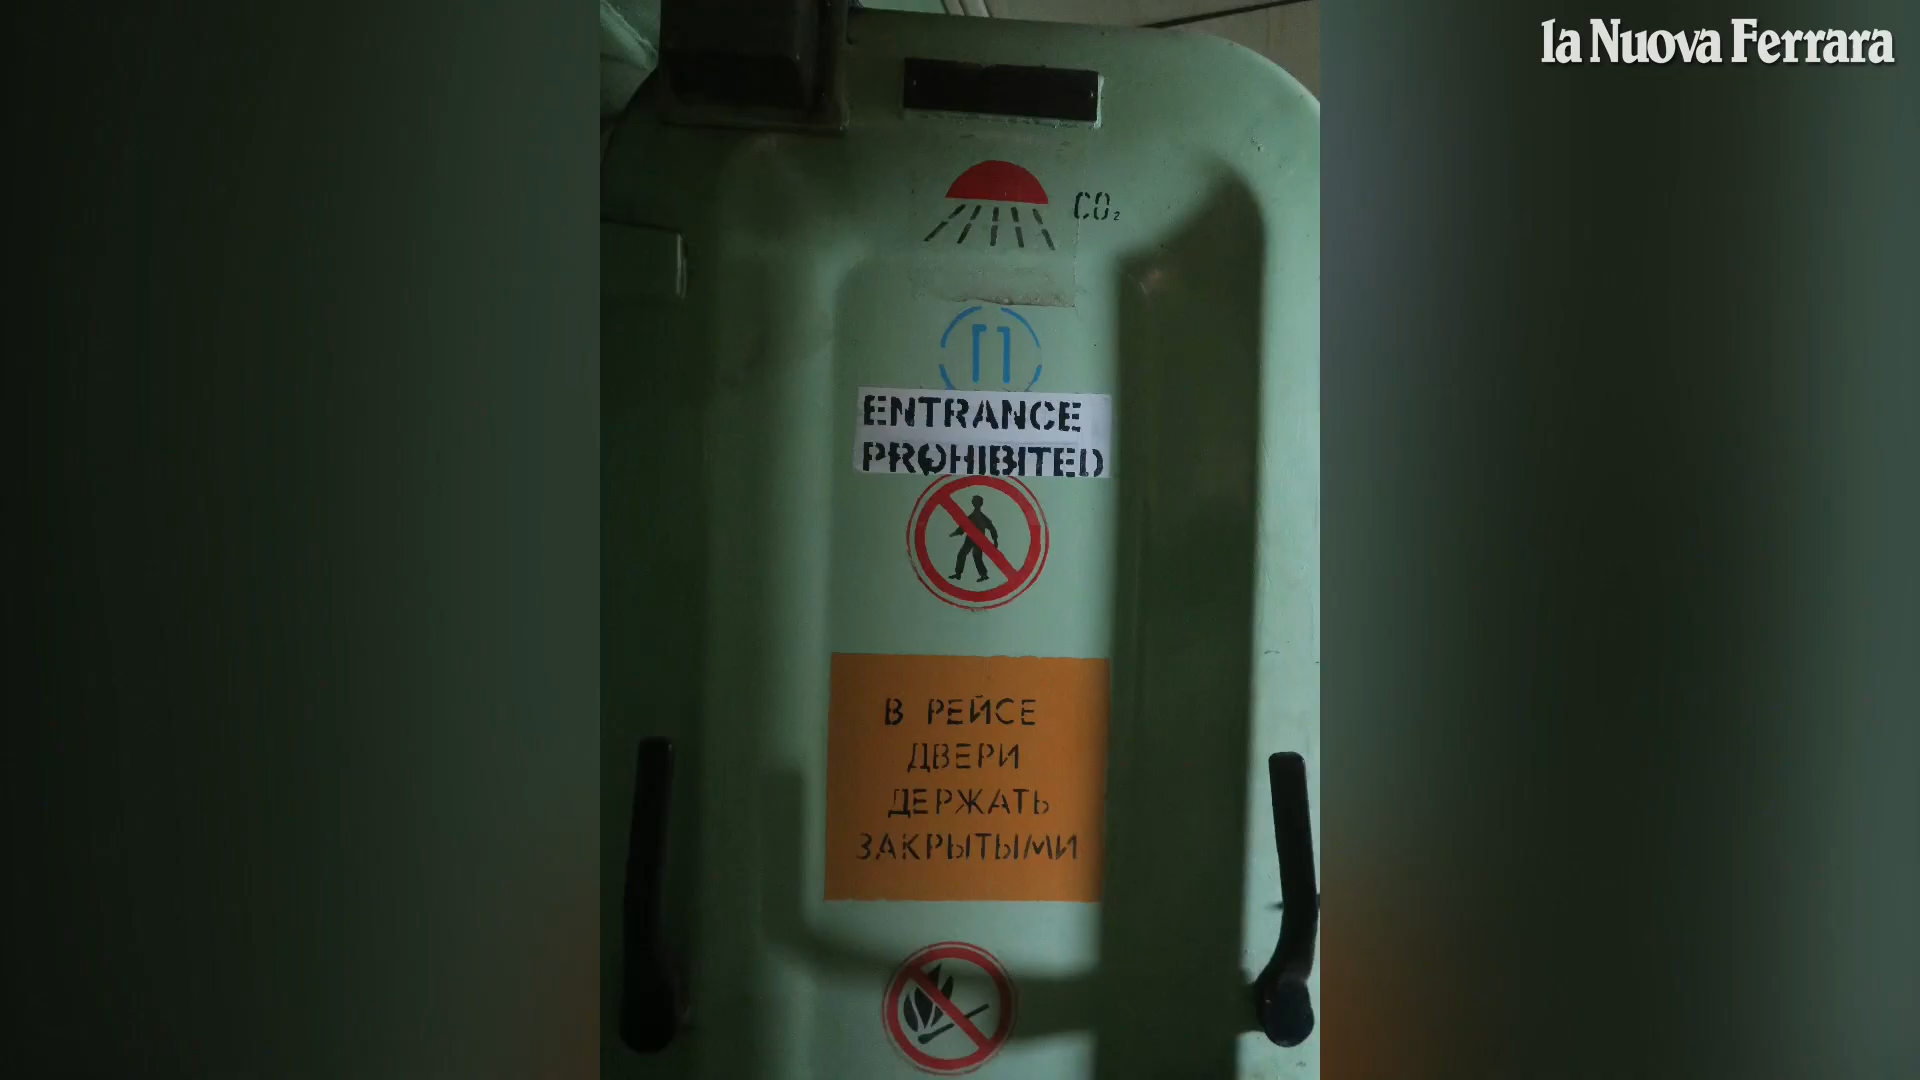 la Nuova Ferrara
CO₂
П
ENTRANCE
PROHIBITED
В РЕЙСЕ
ДВЕРИ
ДЕРЖАТЬ
ЗАКРЫТЫМИ